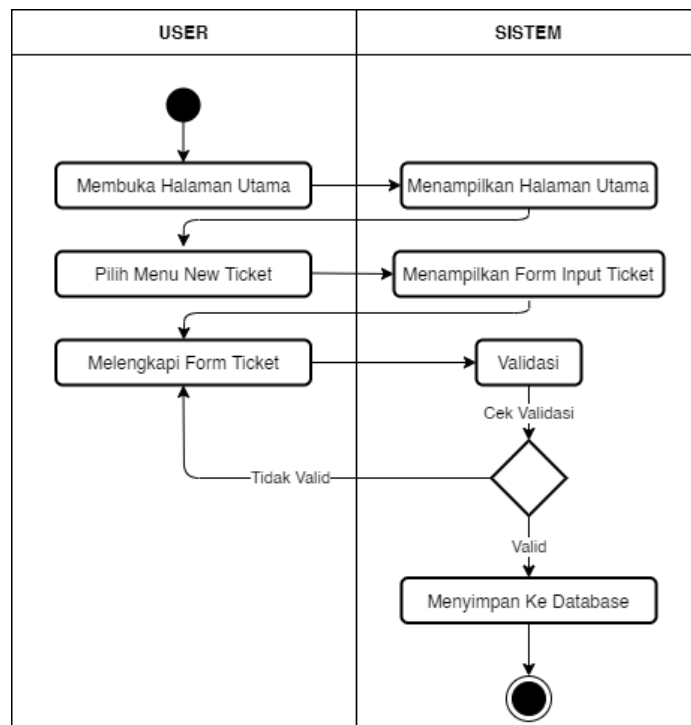 USER
SISTEM
Membuka Halaman Utama
Menampilkan Halaman Utama
Pilih Menu New Ticket
Menampilkan Form Input Ticket
Melengkapi Form Ticket
Validasi
Cek Validasi
Tidak Valid
Valid
Menyimpan Ke Database